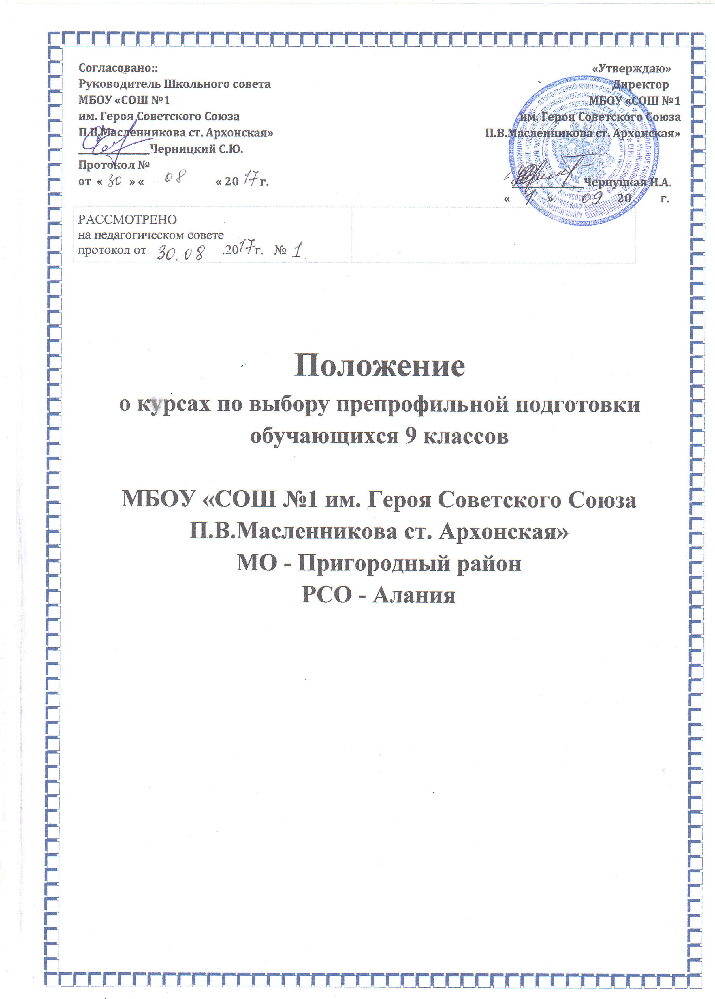 Согласовано::
Руководитель Школьного совета
МБОУ «СОШ №1
им. Героя Советского Союза
П.В.Масленникова ст. Архонская»
____________Черницкий С.Ю.
Протокол №
от « 30 » « 08 « 20 17 г.
«Утверждаю»
Директор
МБОУ «СОШ №1
им. Героя Советского Союза
П.В.Масленникова ст. Архонская»
____________Чернуцкая Н.А.
« 1 » 09 20 г.
РАССМОТРЕНО
на педагогическом совете
протокол от 30.08 .2017г. № 1.
Положение
о курсах по выбору препрофильной подготовки
обучающихся 9 классов
МБОУ «СОШ №1 им. Героя Советского Союза
П.В.Масленникова ст. Архонская»
МО - Пригородный район
РСО - Алания